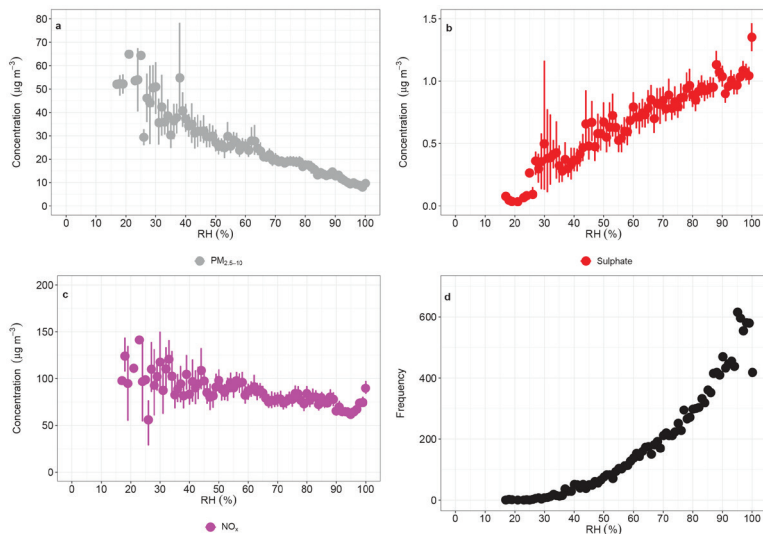 a
Concentration (µg m⁻³)
80
70
60
50
40
30
20
10
0
0 10 20 30 40 50 60 70 80 90 100
RH (%)
PM₂.₅₋₁₀
b
Concentration (µg m⁻³)
1.5
1.0
0.5
0.0
0 10 20 30 40 50 60 70 80 90 100
RH (%)
Sulphate
c
Concentration (µg m⁻³)
200
150
100
50
0
0 10 20 30 40 50 60 70 80 90 100
RH (%)
NOₓ
d
Frequency
600
400
200
0
0 10 20 30 40 50 60 70 80 90 100
RH (%)